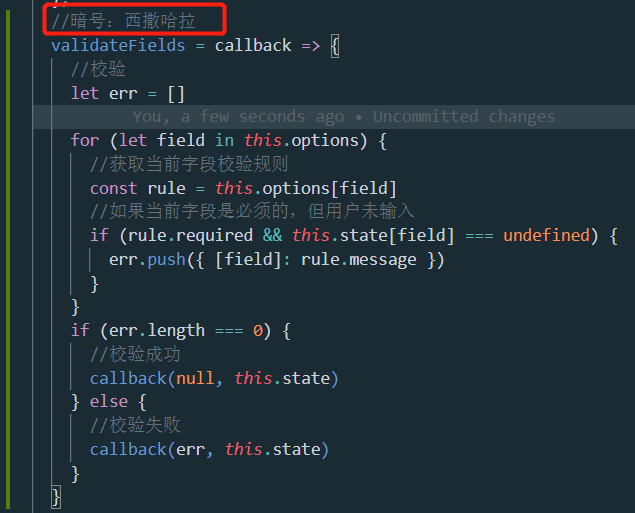 //暗号：西撒哈拉
validateFields = callback => {
//校验
let err = []
You, a few seconds ago • Uncommitted changes
for (let field in this.options) {
//获取当前字段校验规则
const rule = this.options[field]
//如果当前字段是必须的，但用户未输入
if (rule.required && this.state[field] === undefined) {
err.push({ [field]: rule.message })
}
}
if (err.length === 0) {
//校验成功
callback(null, this.state)
} else {
//校验失败
callback(err, this.state)
}
}